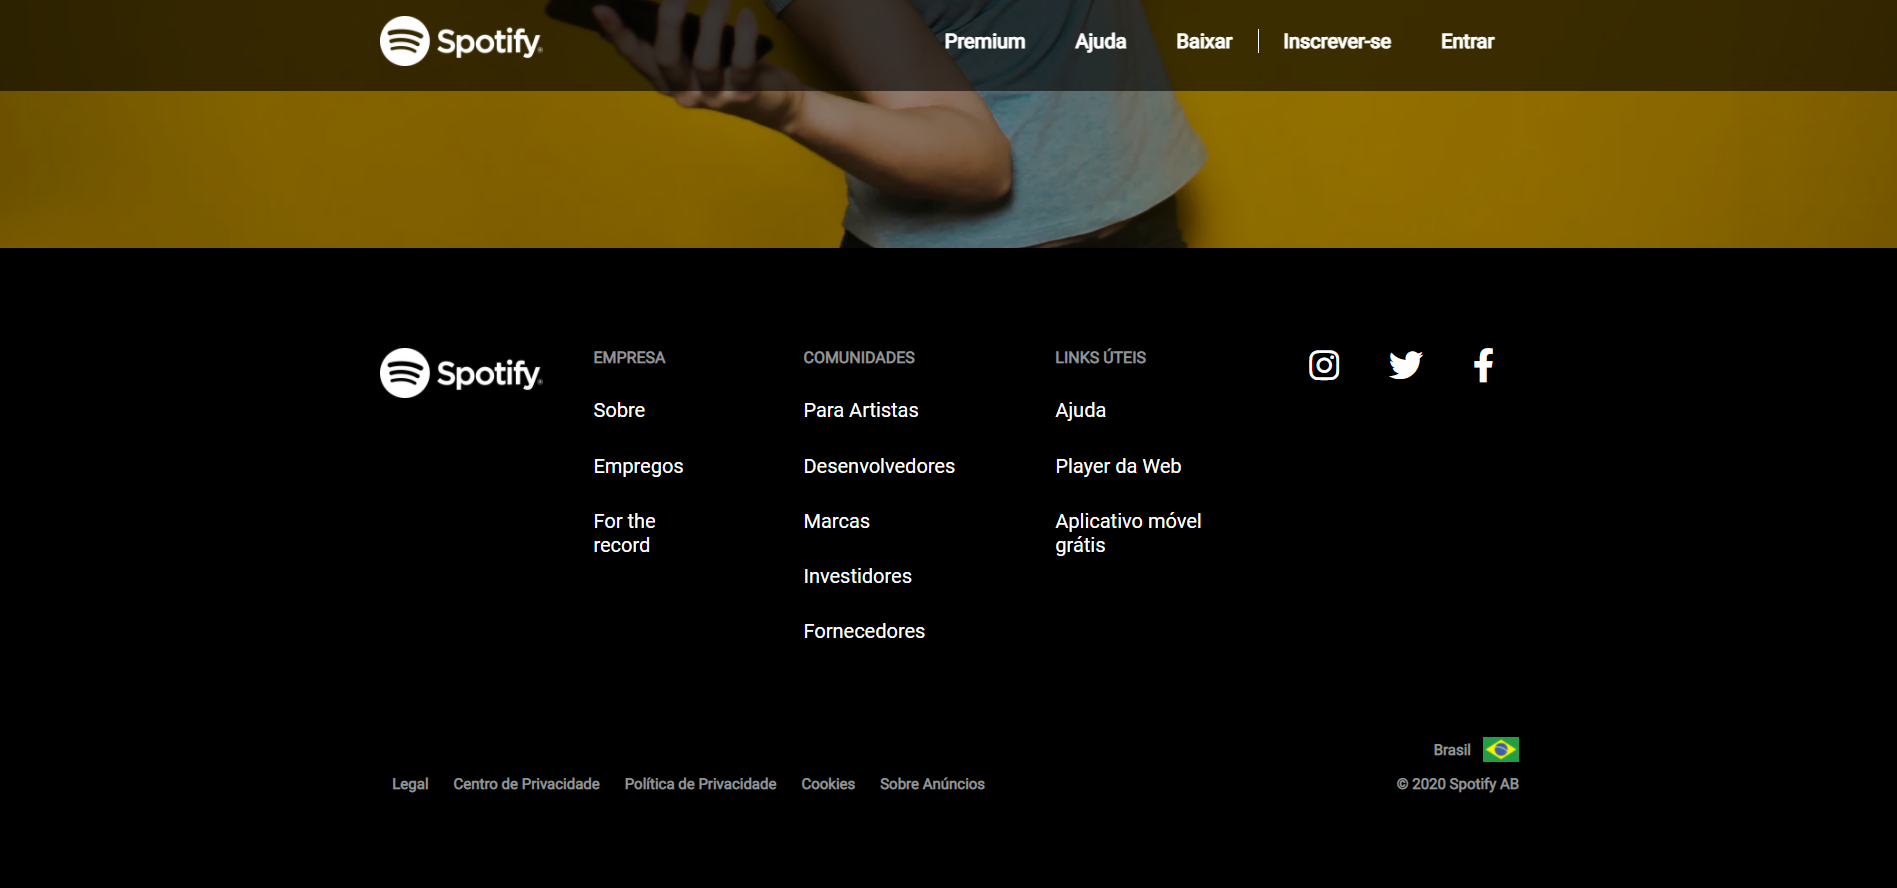 Spotify®
Premium
Ajuda
Baixar
Inscrever-se
Entrar
Spotify®
EMPRESA
Sobre
Empregos
For the
record
COMUNIDADES
Para Artistas
Desenvolvedores
Marcas
Investidores
Fornecedores
LINKS ÚTEIS
Ajuda
Player da Web
Aplicativo móvel
grátis
Brasil
Legal
Centro de Privacidade
Política de Privacidade
Cookies
Sobre Anúncios
© 2020 Spotify AB